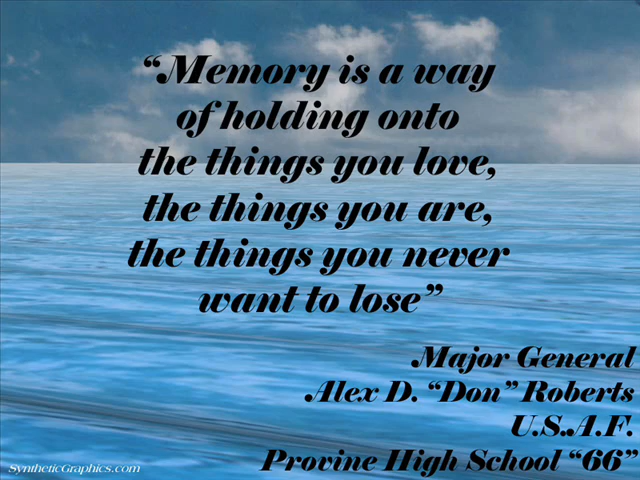 “Memory is a way
of holding onto
the things you love,
the things you are,
the things you never
want to lose”
Major General
Alex D. “Don” Roberts
U.S.A.F.
Provine High School “66”
SyntheticGraphics.com